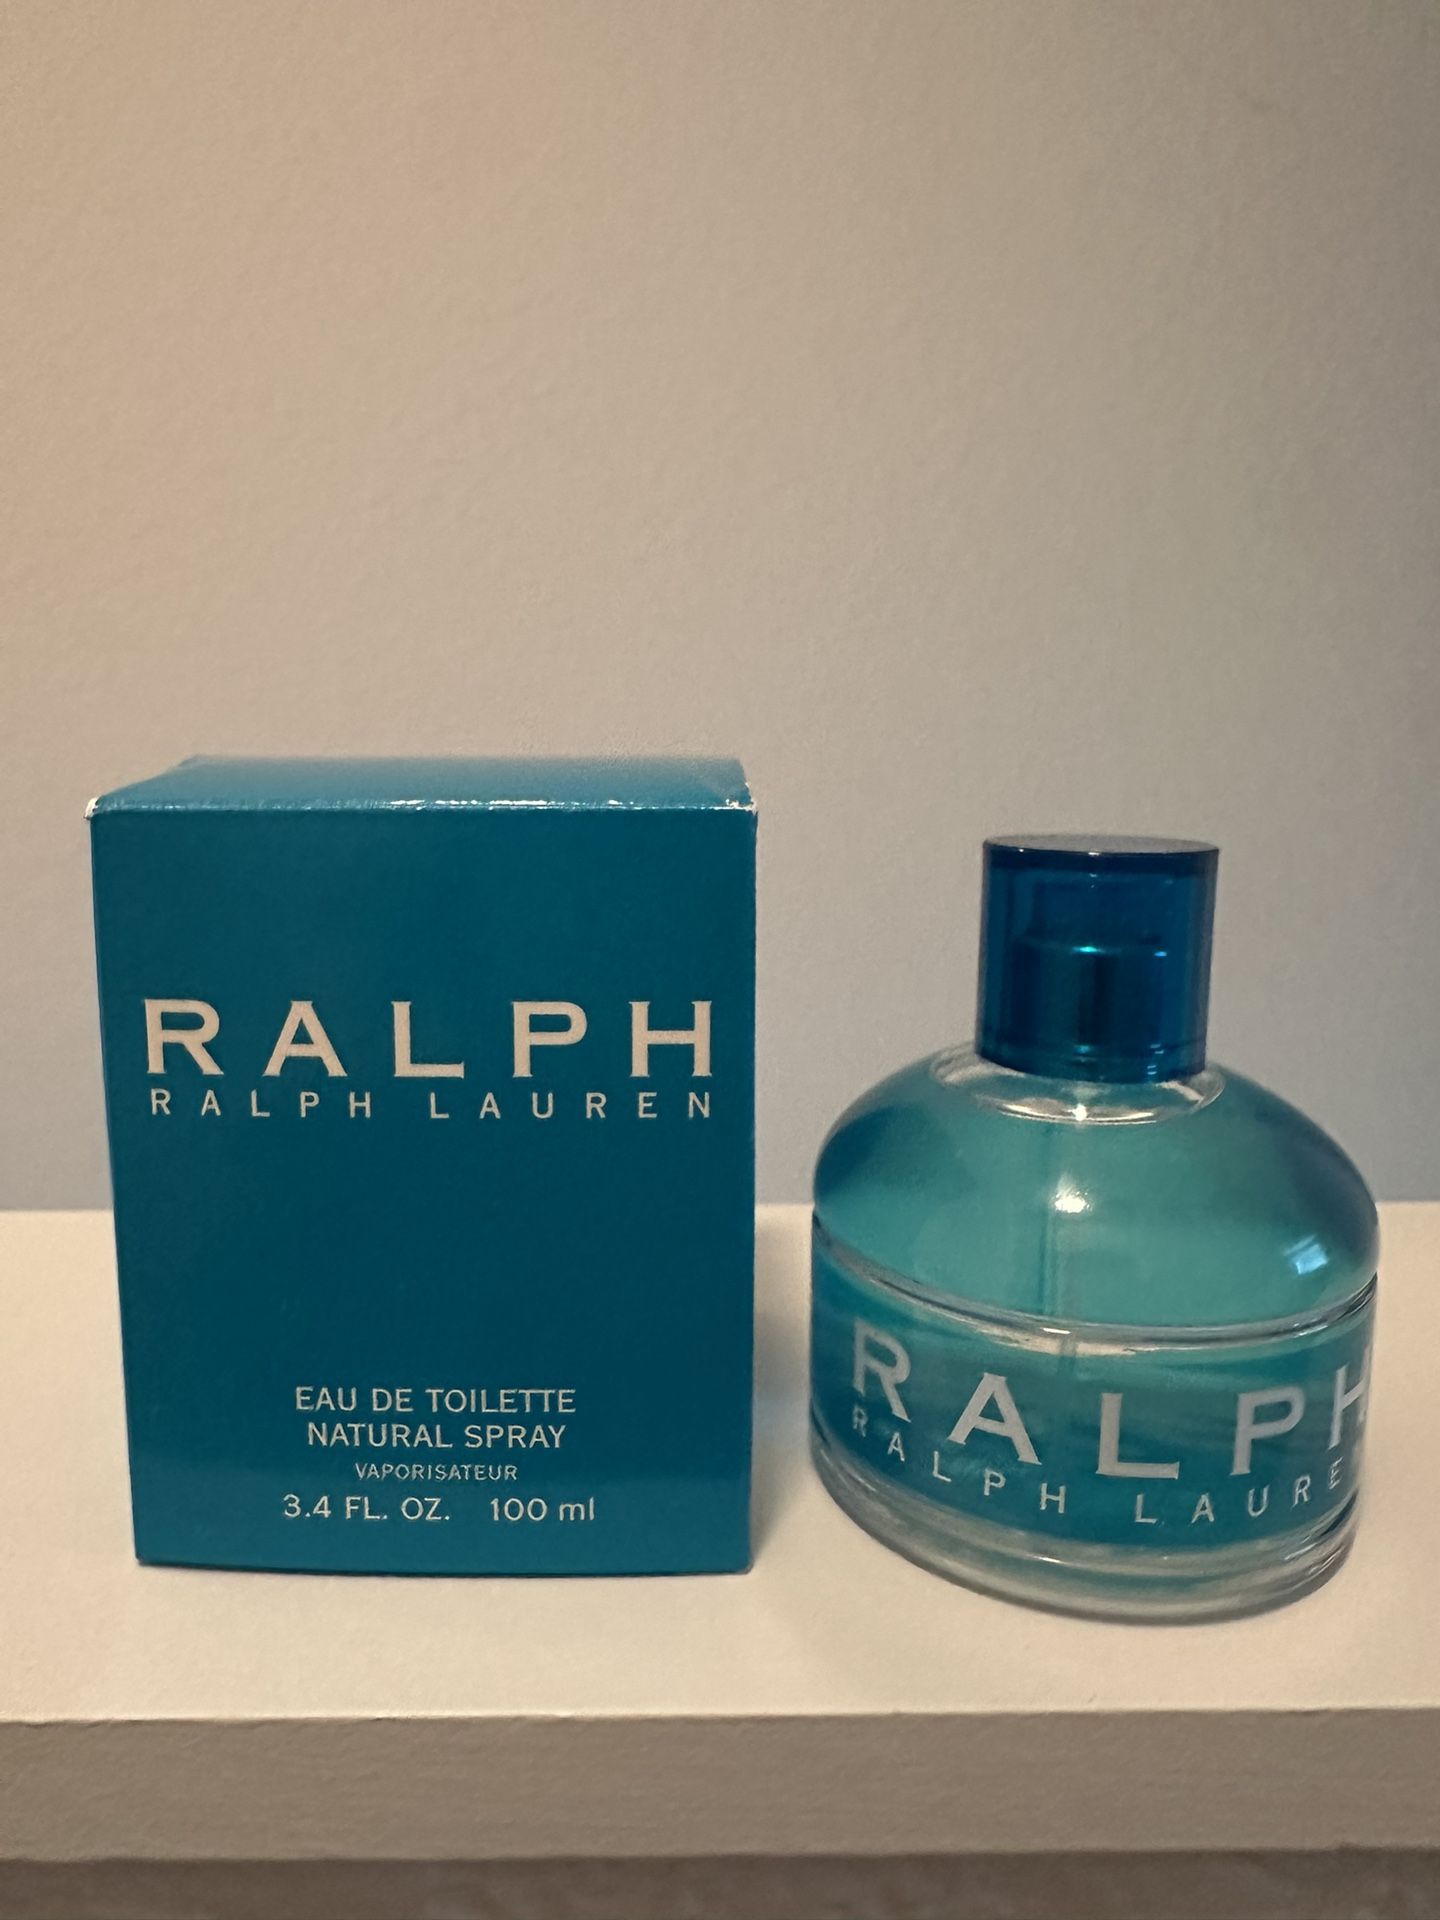 RALPH
RALPH LAUREN
EAU DE TOILETTE
NATURAL SPRAY
VAPORISATEUR
3.4 FL. OZ. 100 ml
RALPH
RALPH LAURE